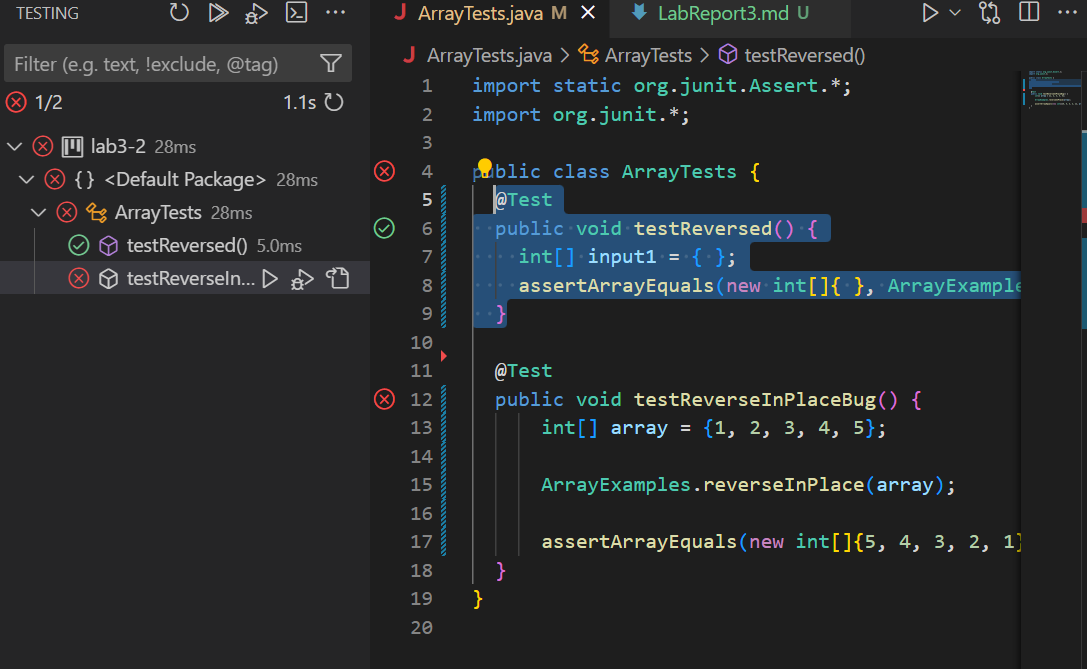 TESTING
Filter (e.g. text, !exclude, @tag)
1/2 1.1s
lab3-2 28ms
{} <Default Package> 28ms
ArrayTests 28ms
testReversed() 5.0ms
testReverseIn...
J ArrayTests.java M
LabReport3.md U
J ArrayTests.java > ArrayTests > testReversed()
1 import static org.junit.Assert.*;
2 import org.junit.*;
3
4 public class ArrayTests {
5 @Test
6 public void testReversed() {
7 int[] input1 = { };
8 assertArrayEquals(new int[]{ }, ArrayExample
9 }
10
11 @Test
12 public void testReverseInPlaceBug() {
13 int[] array = {1, 2, 3, 4, 5};
14
15 ArrayExamples.reverseInPlace(array);
16
17 assertArrayEquals(new int[]{5, 4, 3, 2, 1}
18 }
19 }
20